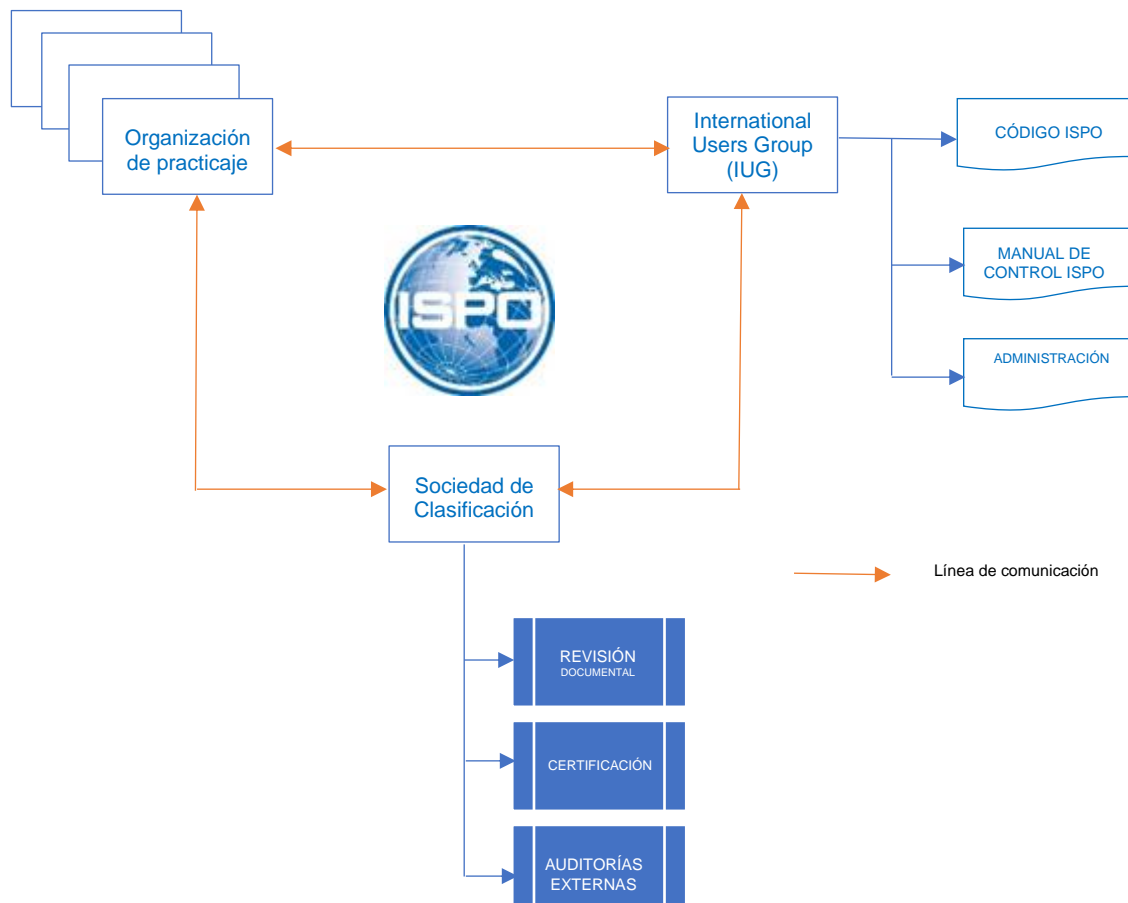 Organización
de practicaje
International
Users Group
(IUG)
CÓDIGO ISPO
MANUAL DE
CONTROL ISPO
ADMINISTRACIÓN
ISPO
Sociedad de
Clasificación
Línea de comunicación
REVISIÓN
DOCUMENTAL
CERTIFICACIÓN
AUDITORÍAS
EXTERNAS